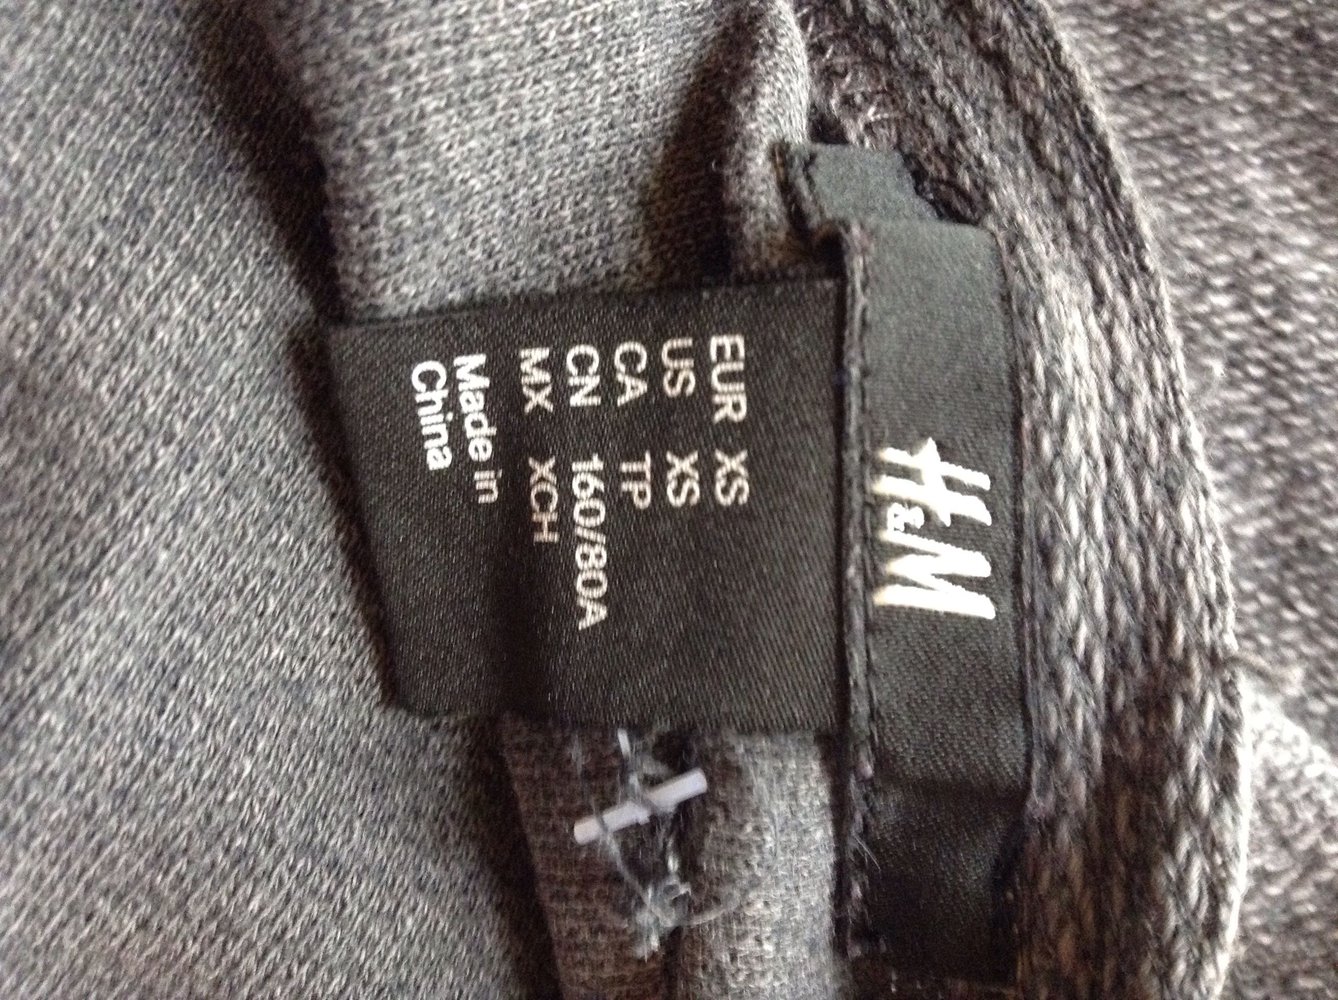 H&M
EUR XS
US XS
CA TP
CN 160/80A
MX XCH
Made in
China